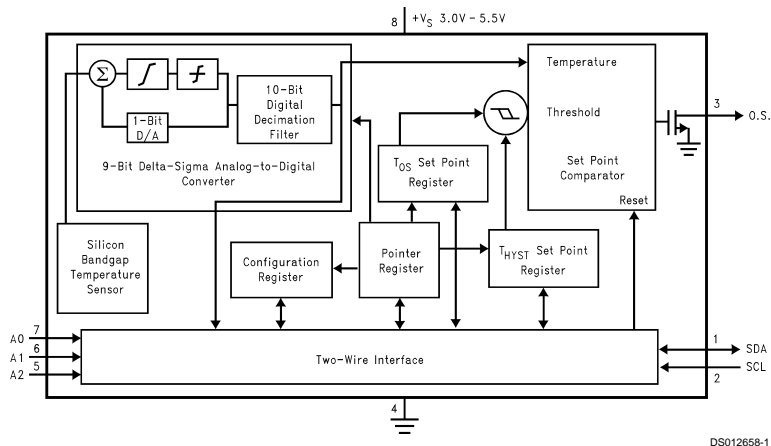 8
+VS 3.0V – 5.5V
Σ
1-Bit
D/A
10-Bit
Digital
Decimation
Filter
9-Bit Delta-Sigma Analog-to-Digital
Converter
Temperature
Threshold
Set Point
Comparator
Reset
3
O.S.
TOS Set Point
Register
Silicon
Bandgap
Temperature
Sensor
Configuration
Register
Pointer
Register
THYST Set Point
Register
A0
7
A1
6
A2
5
Two-Wire Interface
1
SDA
SCL
2
4
DS012658-1